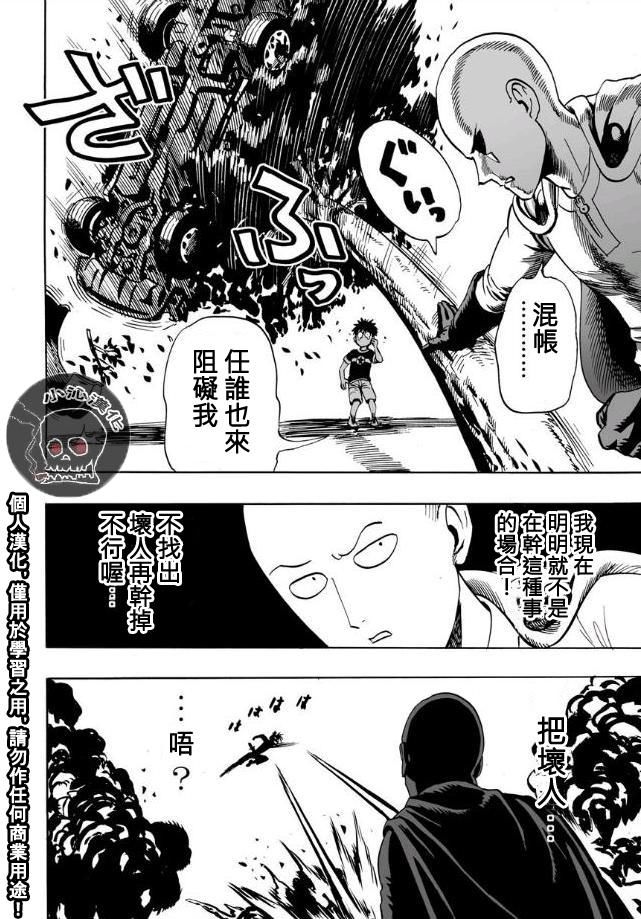 ぐいっ
混帳
………
ざ
ふっ
任誰也來
阻礙我
小泥漢化
我現在
明明就不是
在幹這種事
的場合！
不找出
壞人再幹掉
不行喔…
把壞人……
はははは
唔？
個人漢化，僅用於學習之用，請勿作任何商業用途！